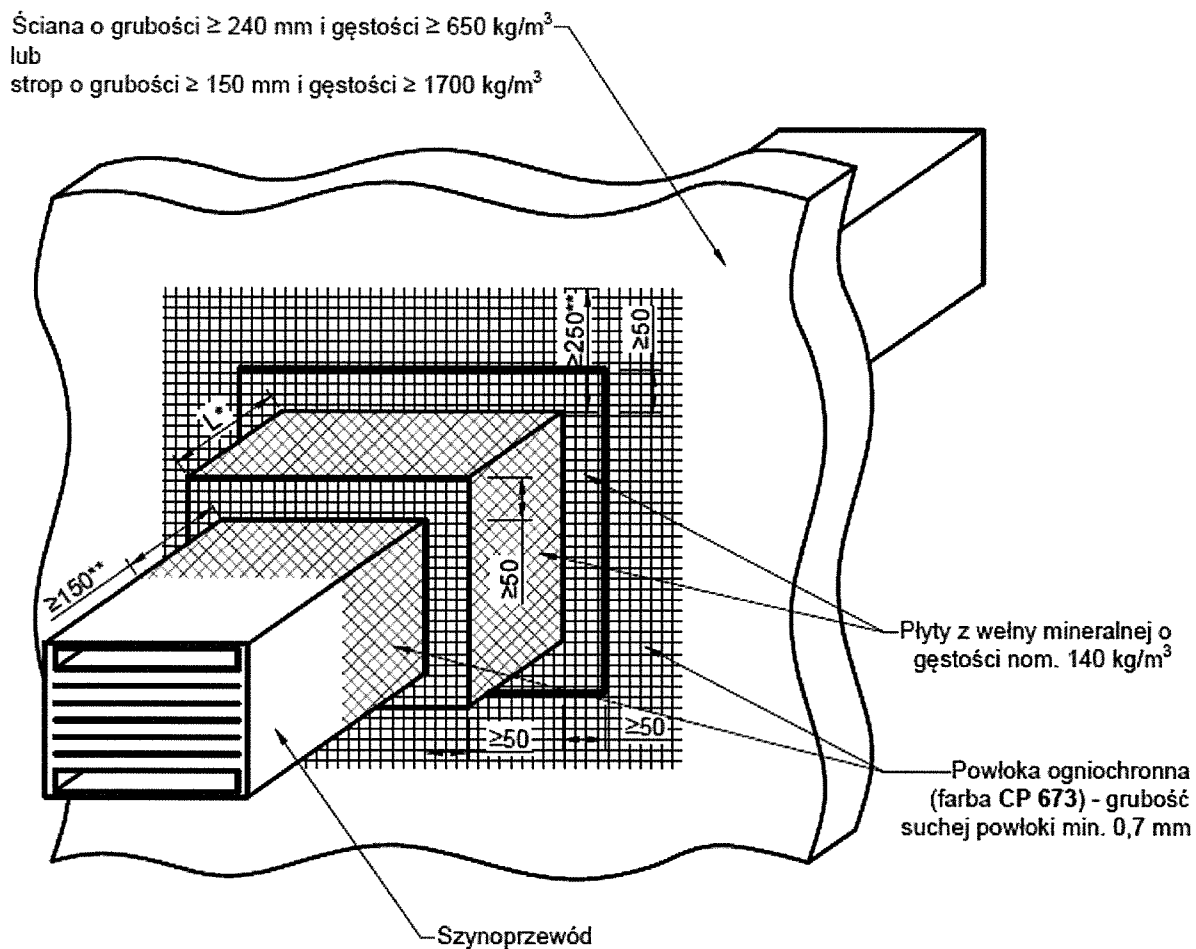 Ściana o grubości ≥ 240 mm i gęstości ≥ 650 kg/m³
lub
strop o grubości ≥ 150 mm i gęstości ≥ 1700 kg/m³
≥250**
≥50
L*
≥50
≥150**
≥50
≥50
Płyty z wełny mineralnej o
gęstości nom. 140 kg/m³
Powłoka ogniochronna
(farba CP 673) - grubość
suchej powłoki min. 0,7 mm
Szynoprzewód